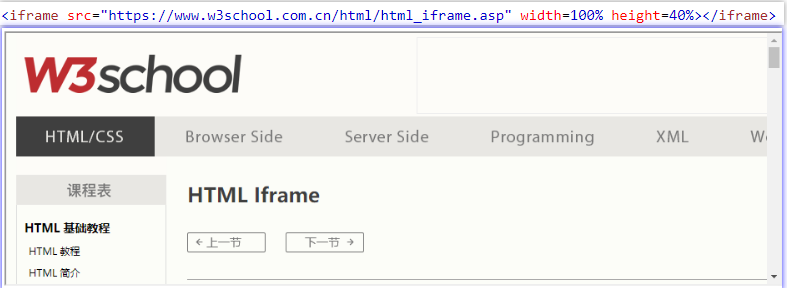 <iframe src="https://www.w3school.com.cn/html/html_iframe.asp" width=100% height=40%></iframe>
W3school
HTML/CSS Browser Side Server Side Programming XML We
课程表
HTML Iframe
HTML 基础教程
← 上一节 下一节 →
HTML 教程
HTML 简介